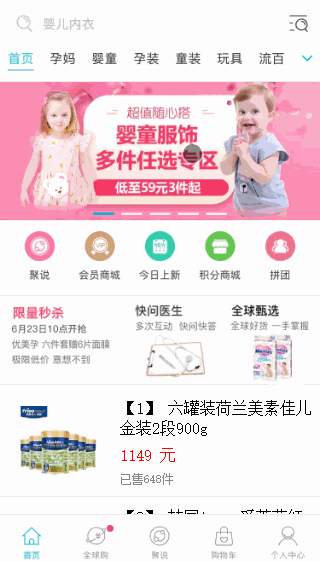 婴儿内衣
首页 孕妈 婴童 孕装 童装 玩具 流百
超值随心搭
婴童服饰
多件任选专区
低至59元3件起
聚说 会员商城 今日上新 积分商城 拼团
VIP
NEW
限量秒杀
6月23日10点开抢
优美孕 六件套赠6片面膜
极限低价 意想不到
快问医生
多次互动 快问快答
全球甄选
全球好货 一手掌握
Friso
【1】 六罐装荷兰美素佳儿
金装2段900g
1149 元
已售648件
首页 全球购 聚说 购物车 个人中心